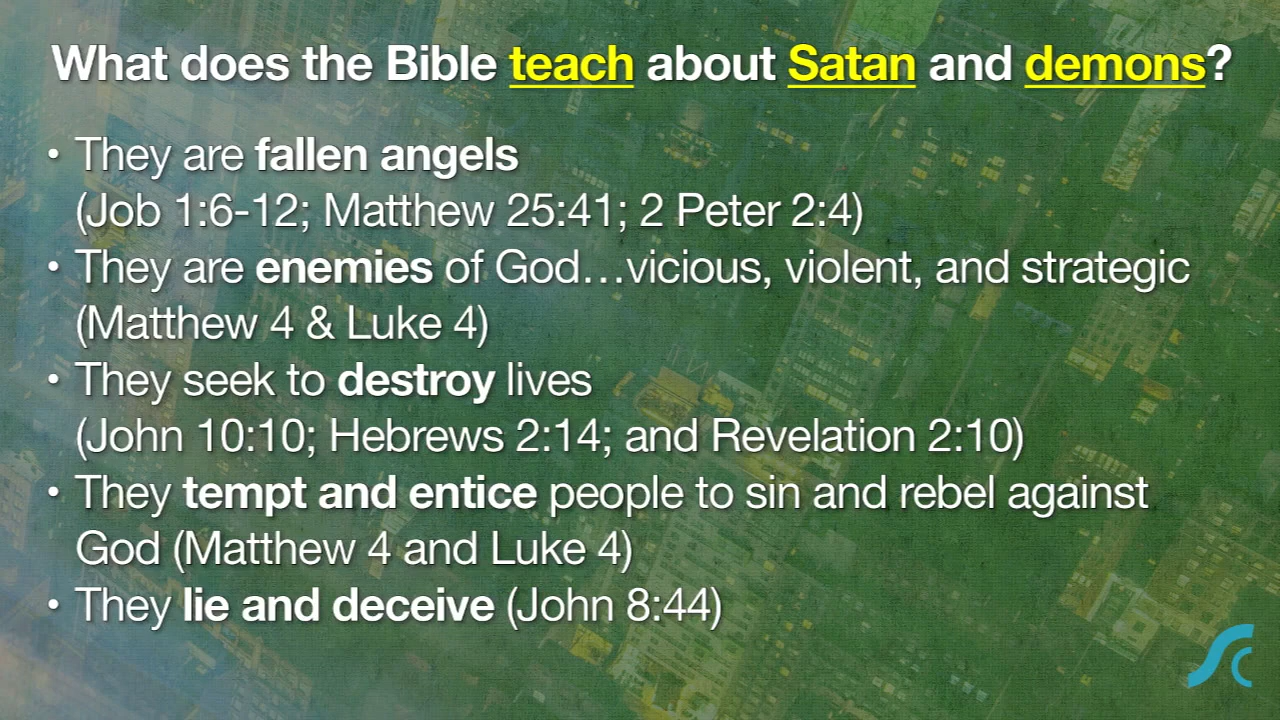 What does the Bible teach about Satan and demons?
• They are fallen angels
(Job 1:6-12; Matthew 25:41; 2 Peter 2:4)
• They are enemies of God…vicious, violent, and strategic
(Matthew 4 & Luke 4)
• They seek to destroy lives
(John 10:10; Hebrews 2:14; and Revelation 2:10)
• They tempt and entice people to sin and rebel against
God (Matthew 4 and Luke 4)
• They lie and deceive (John 8:44)